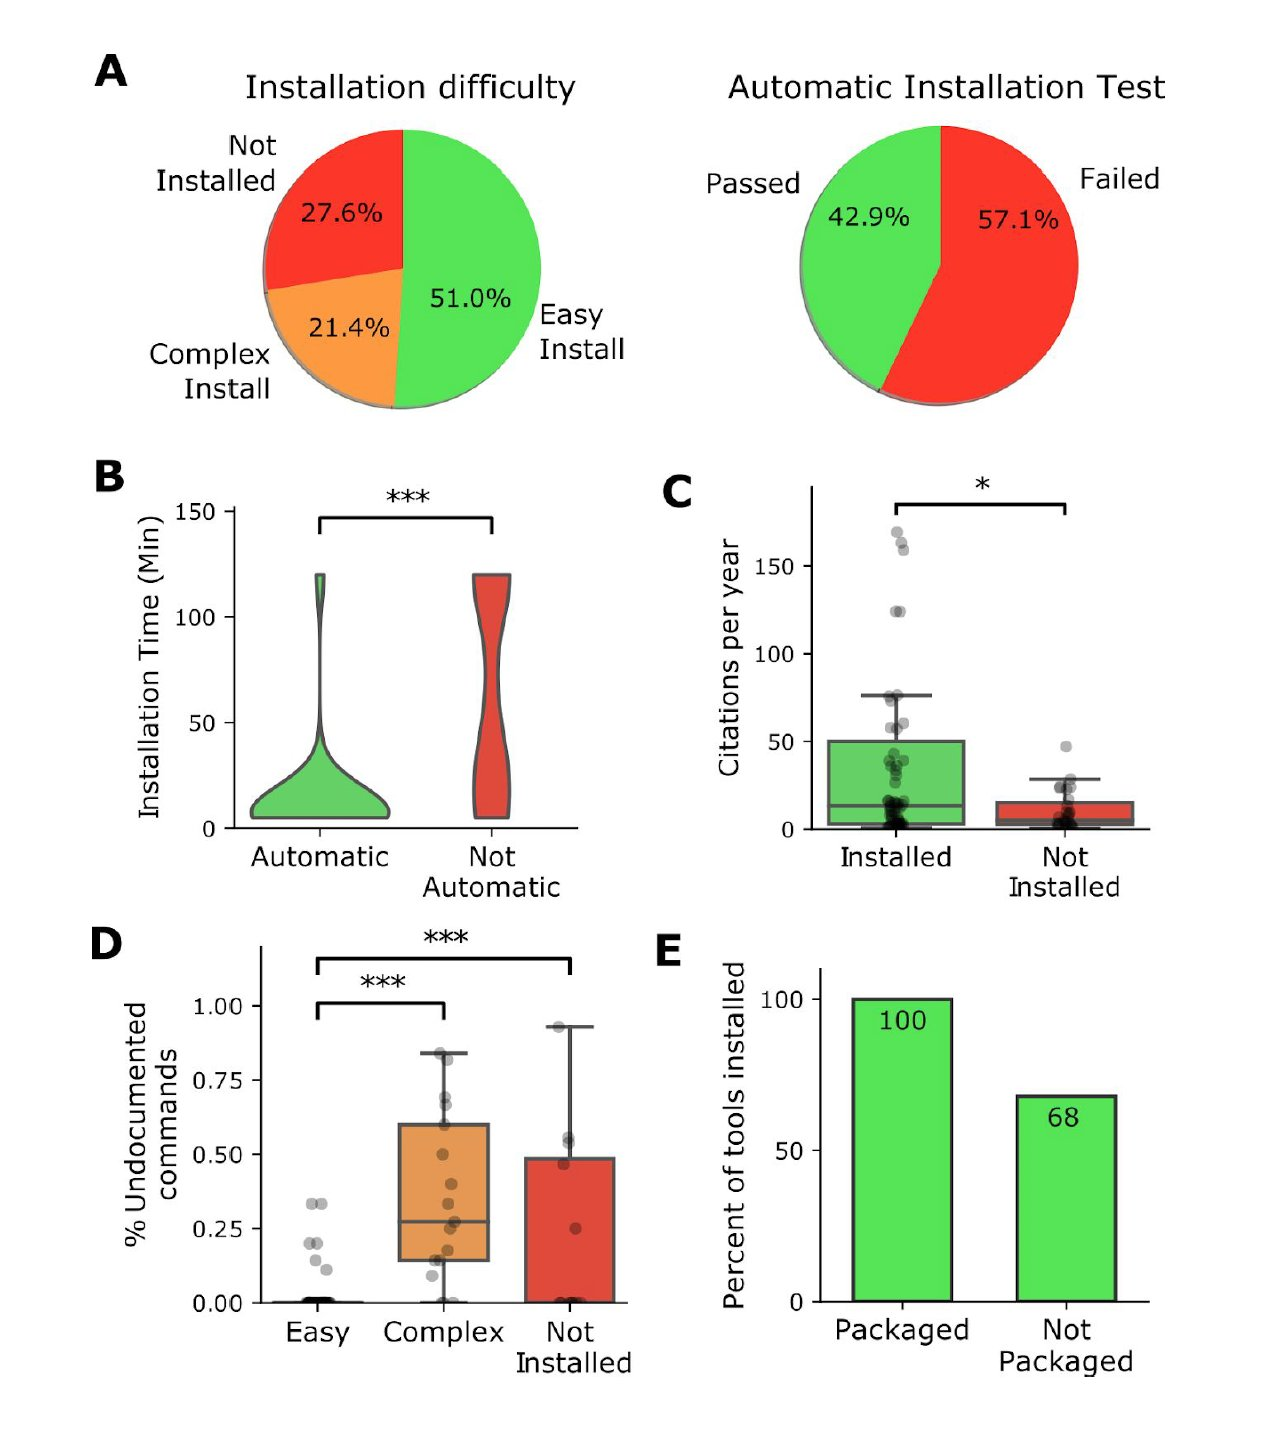 A
Installation difficulty
Automatic Installation Test
Not
Installed
27.6%
51.0%
Easy
Install
21.4%
Complex
Install
Passed
42.9%
57.1%
Failed
B
***
Installation Time (Min)
150
100
50
0
Automatic
Not
Automatic
C
*
Citations per year
150
100
50
0
Installed
Not
Installed
D
***
***
% Undocumented
commands
1.00
0.75
0.50
0.25
0.00
Easy
Complex
Not
Installed
E
Percent of tools installed
100
50
0
100
68
Packaged
Not
Packaged